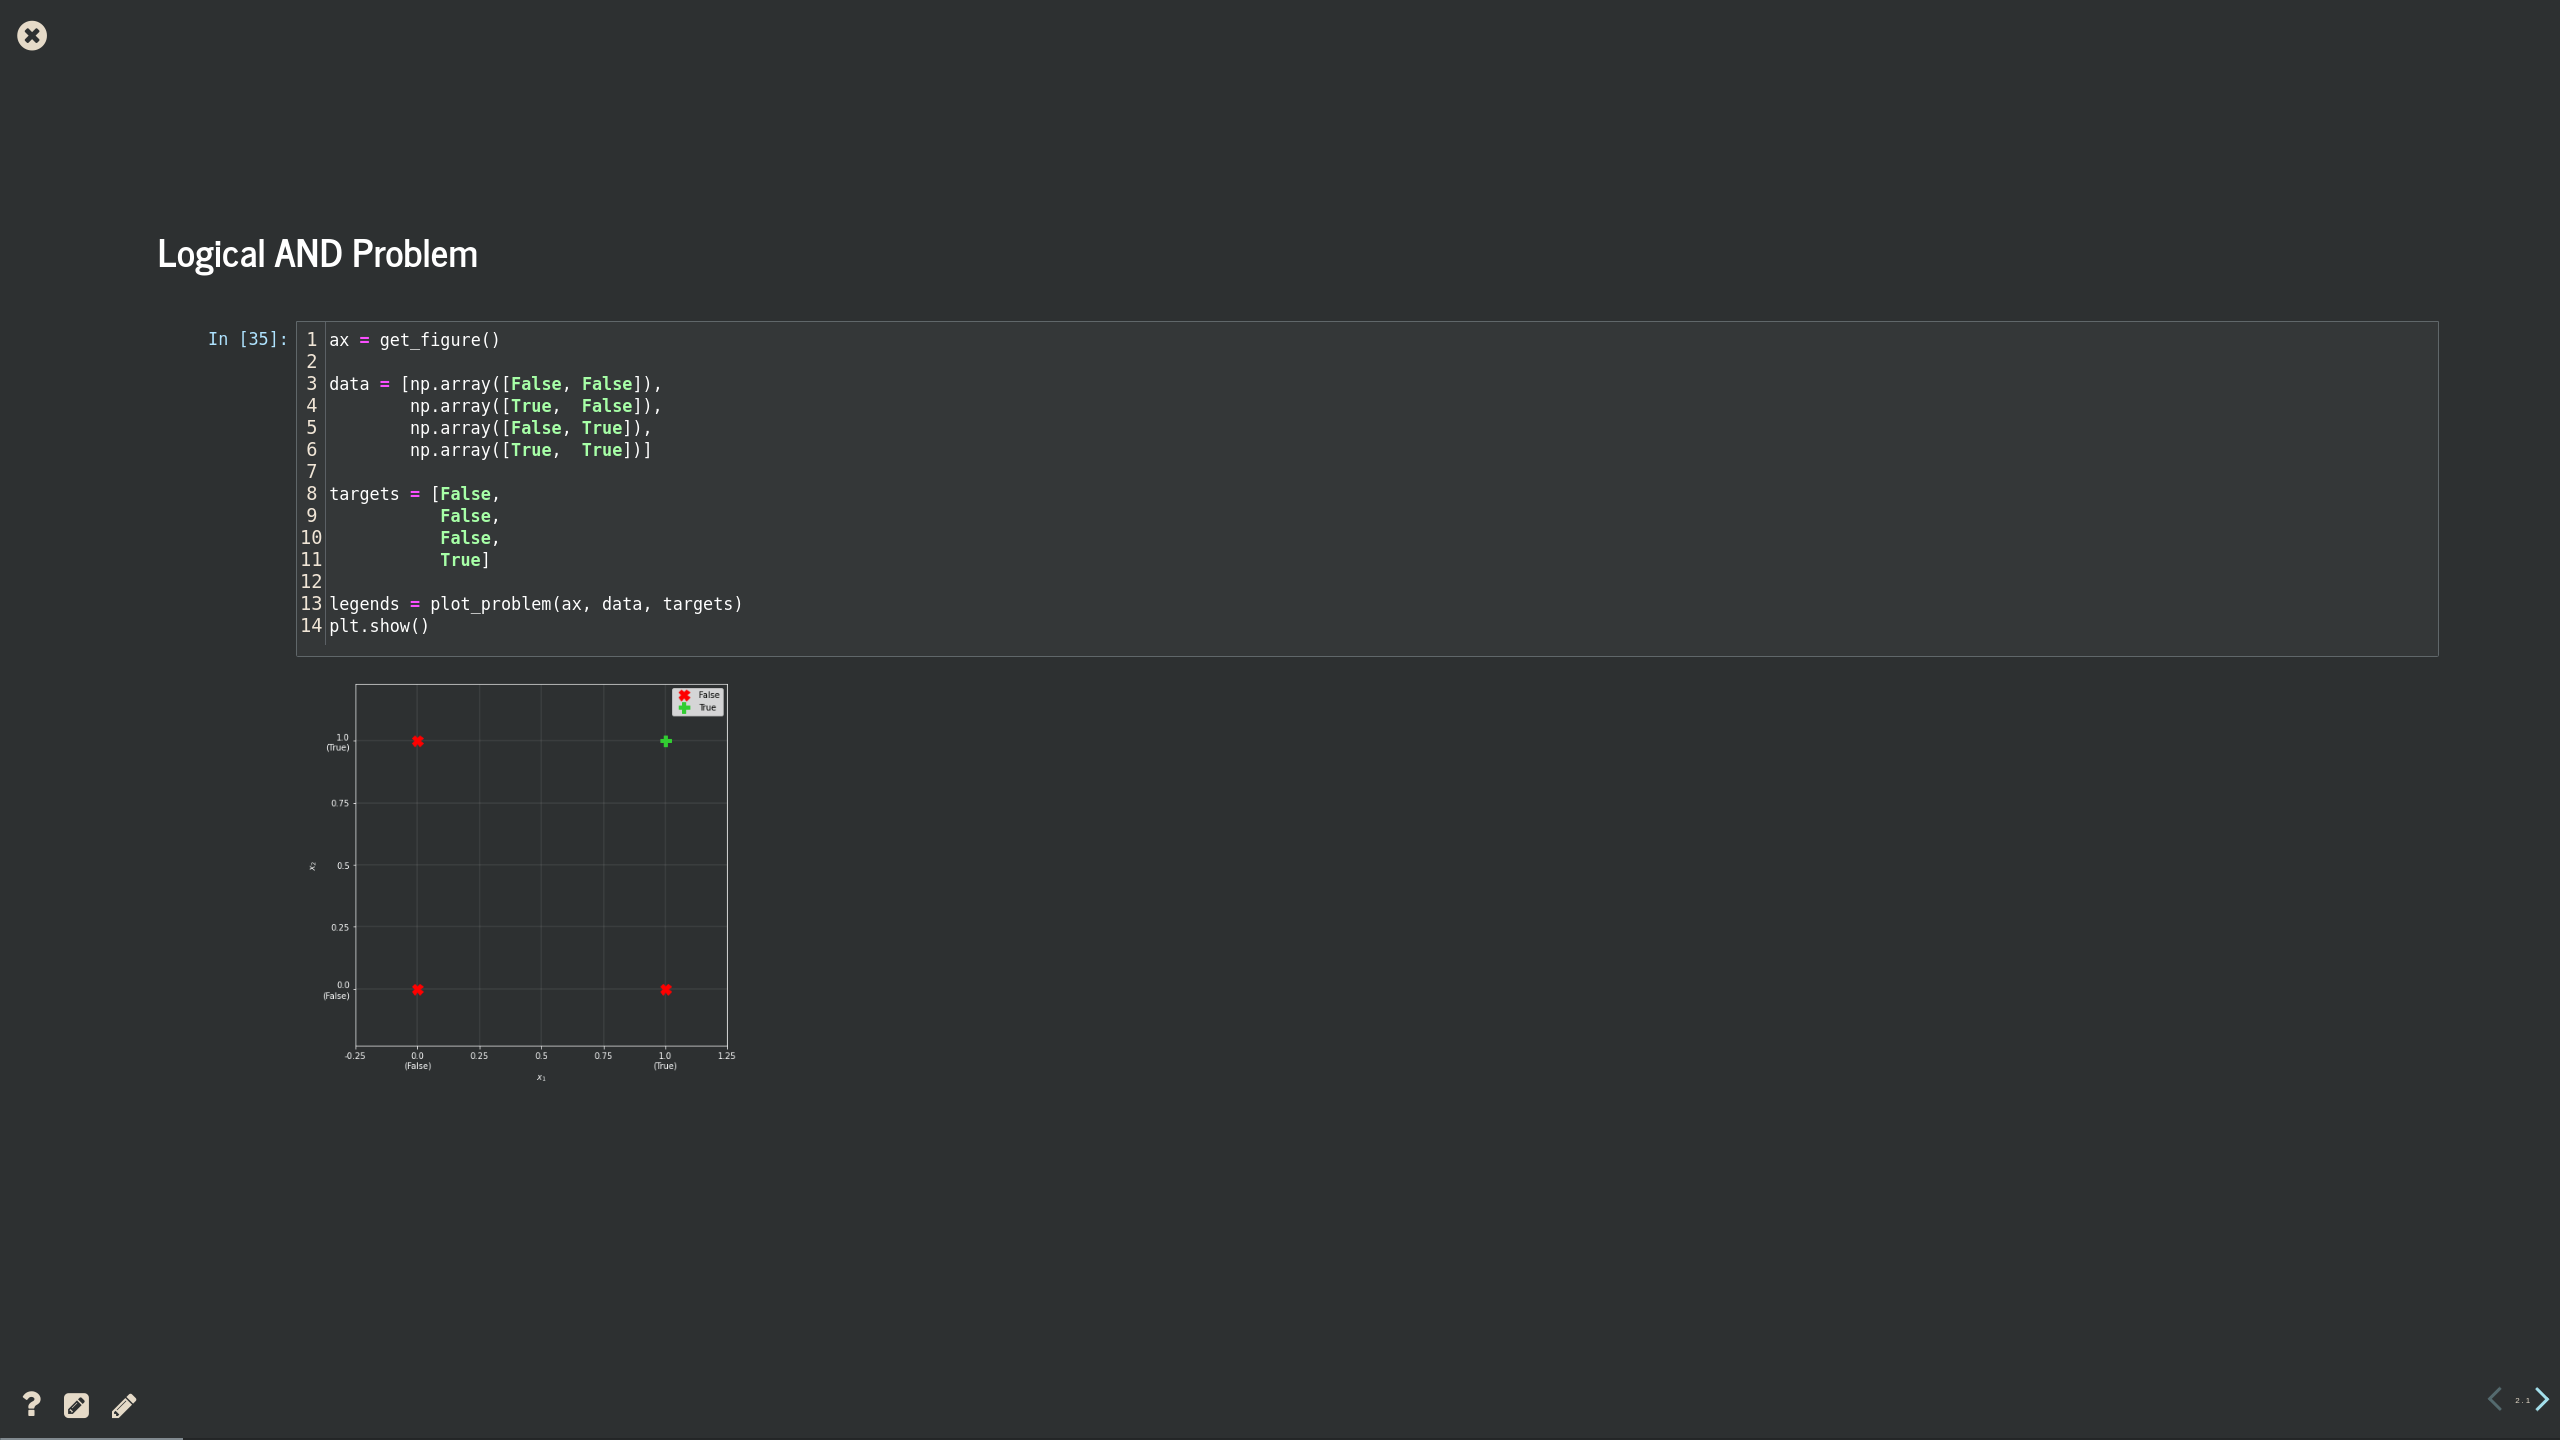 Logical AND Problem
In [35]:
1 ax = get_figure()
2
3 data = [np.array([False, False]),
4         np.array([True,  False]),
5         np.array([False, True]),
6         np.array([True,  True])]
7
8 targets = [False,
9            False,
10            False,
11            True]
12
13 legends = plot_problem(ax, data, targets)
14 plt.show()
False
True
1.0
(True)
0.75
0.5
0.25
0.0
(False)
x₂
-0.25 0.0 0.25 0.5 0.75 1.0 1.25
(False) (True)
x₁
2.1